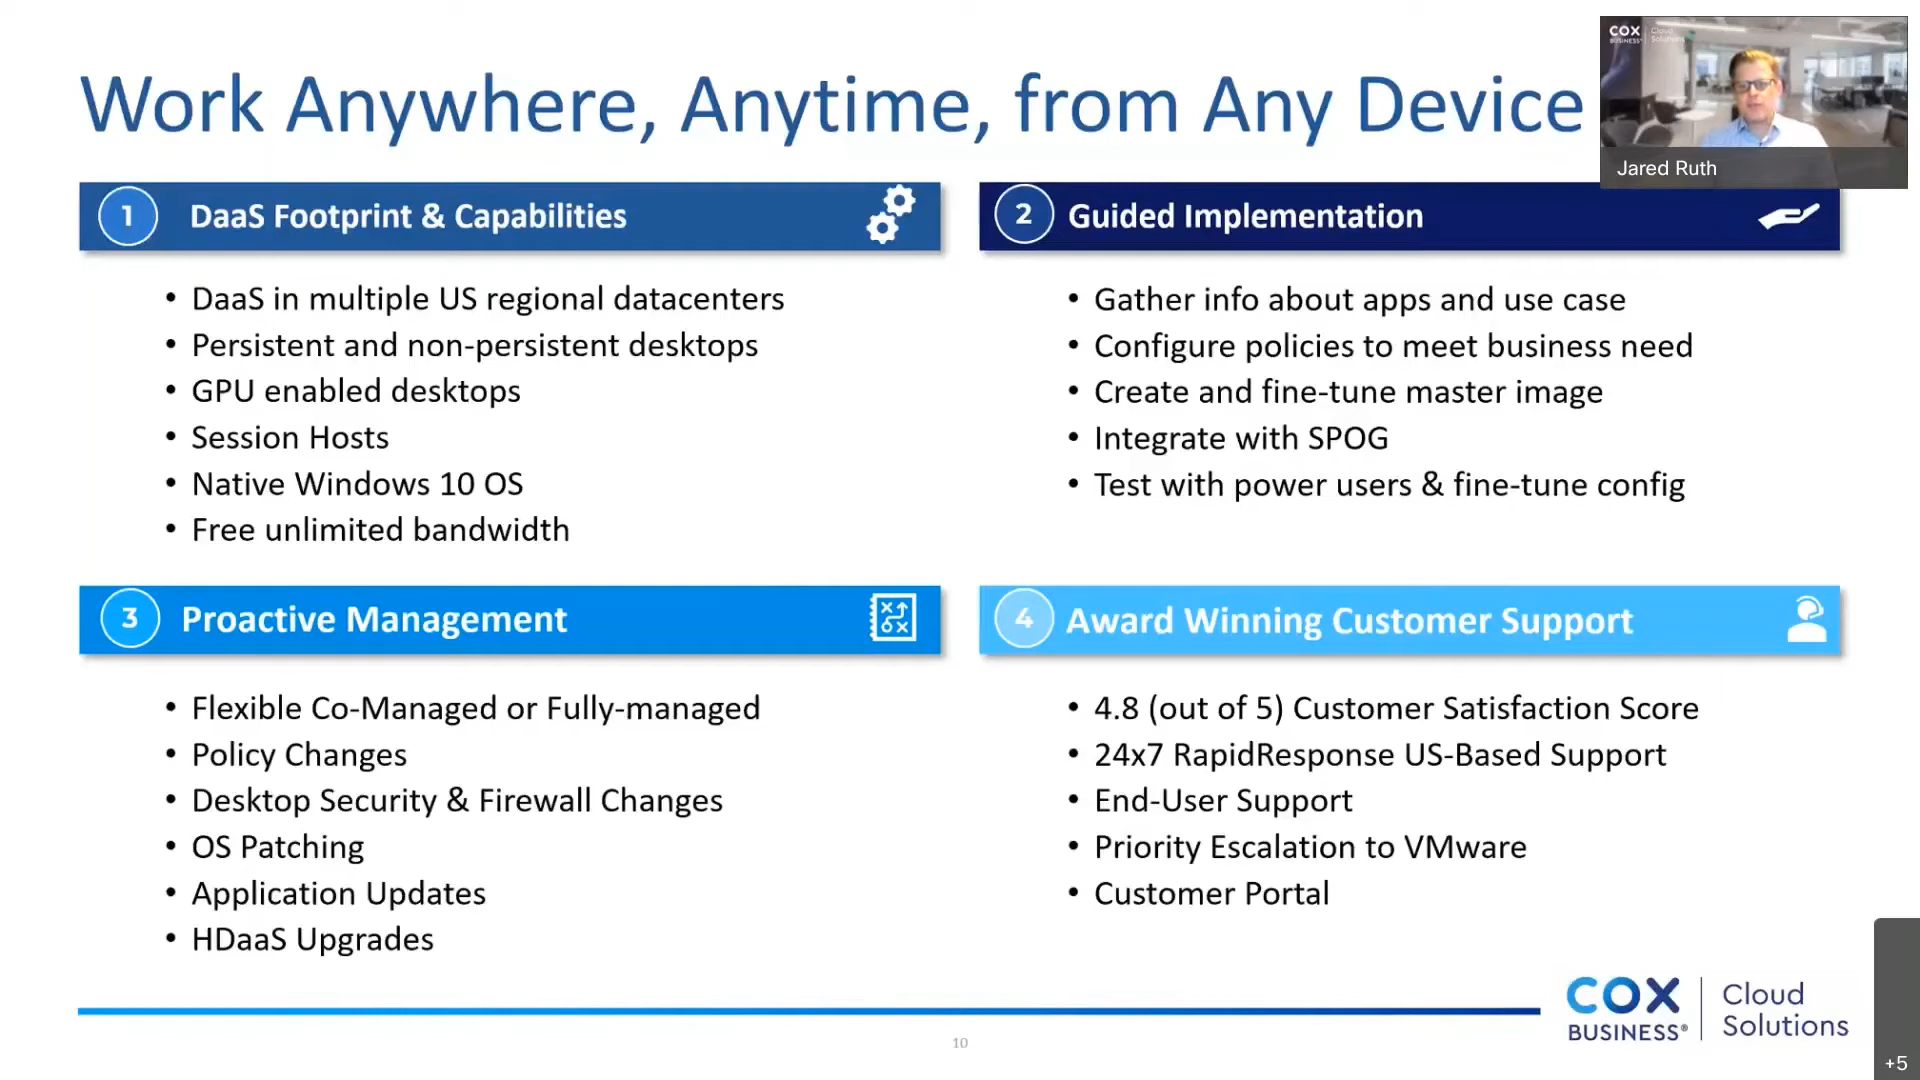 Work Anywhere, Anytime, from Any Device
COX
BUSINESS
Cloud
Solutions
Jared Ruth
1 DaaS Footprint & Capabilities
• DaaS in multiple US regional datacenters
• Persistent and non-persistent desktops
• GPU enabled desktops
• Session Hosts
• Native Windows 10 OS
• Free unlimited bandwidth
2 Guided Implementation
• Gather info about apps and use case
• Configure policies to meet business need
• Create and fine-tune master image
• Integrate with SPOG
• Test with power users & fine-tune config
3 Proactive Management
• Flexible Co-Managed or Fully-managed
• Policy Changes
• Desktop Security & Firewall Changes
• OS Patching
• Application Updates
• HDaaS Upgrades
4 Award Winning Customer Support
• 4.8 (out of 5) Customer Satisfaction Score
• 24x7 RapidResponse US-Based Support
• End-User Support
• Priority Escalation to VMware
• Customer Portal
COX
BUSINESS®
Cloud
Solutions
10
+5